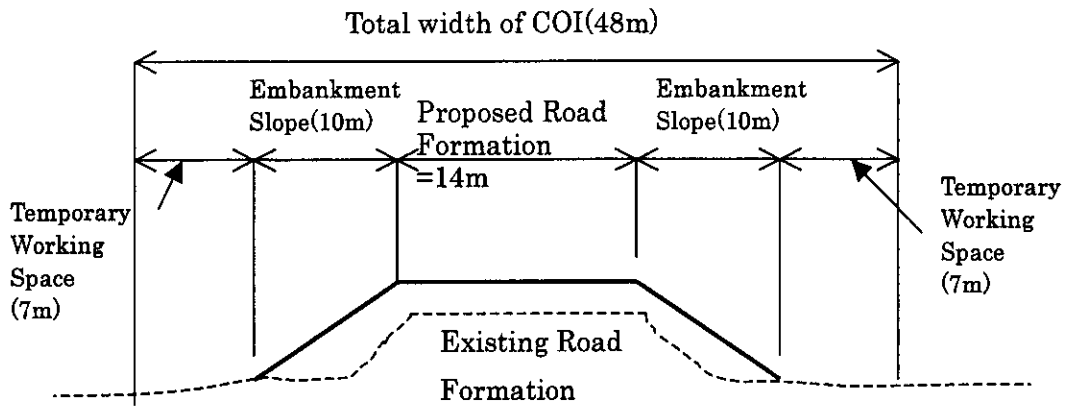 Total width of COI(48m)
Embankment
Slope(10m)
Proposed Road
Formation
=14m
Embankment
Slope(10m)
Temporary
Working
Space
(7m)
Temporary
Working
Space
(7m)
Existing Road
Formation